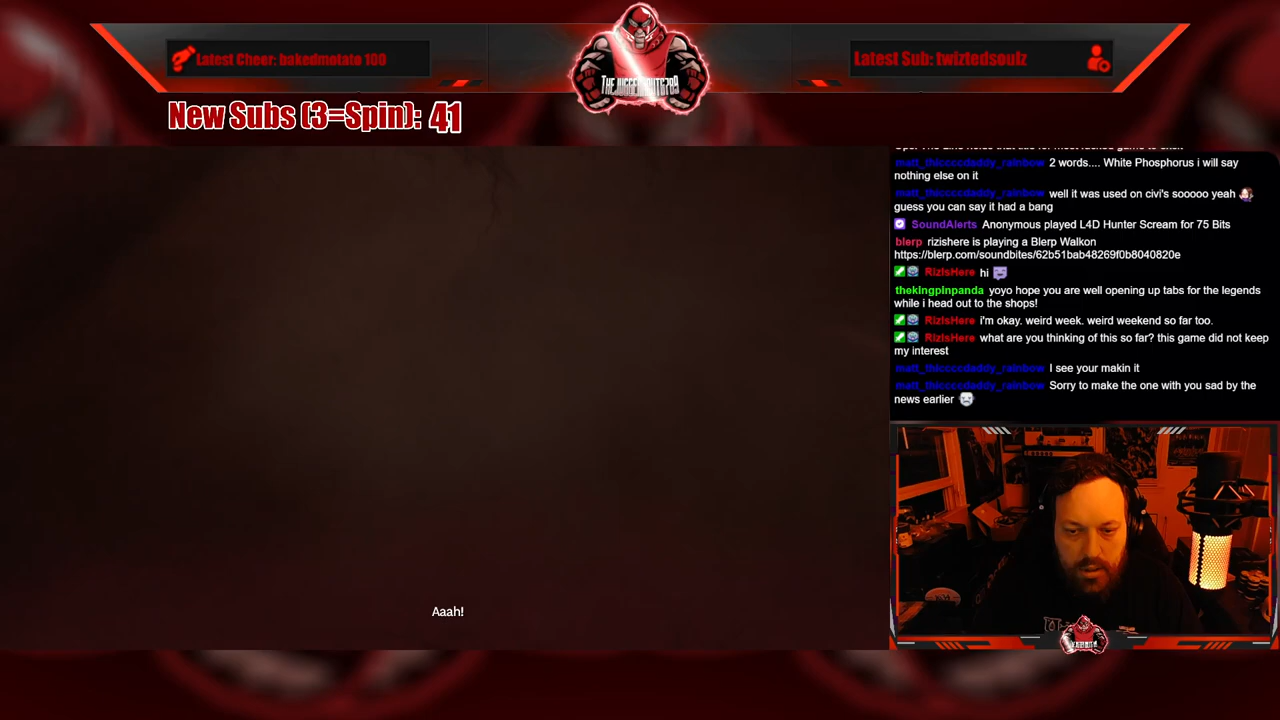 Latest Cheer: bakedmotato 100
Latest Sub: twiztedsoulz
New Subs (3=Spin): 41
matt_thiccccdaddy_rainbow 2 words.... White Phosphorus i will say
nothing else on it
matt_thiccccdaddy_rainbow well it was used on civi's sooooo yeah
guess you can say it had a bang
SoundAlerts Anonymous played L4D Hunter Scream for 75 Bits
blerp rizishere is playing a Blerp Walkon
https://blerp.com/soundbites/62b51bab48269f0b8040820e
RizIsHere hi
thekingpinpanda yoyo hope you are well opening up tabs for the legends
while i head out to the shops!
RizIsHere i'm okay. weird week. weird weekend so far too.
RizIsHere what are you thinking of this so far? this game did not keep
my interest
matt_thiccccdaddy_rainbow I see your makin it
matt_thiccccdaddy_rainbow Sorry to make the one with you sad by the
news earlier
Aaah!